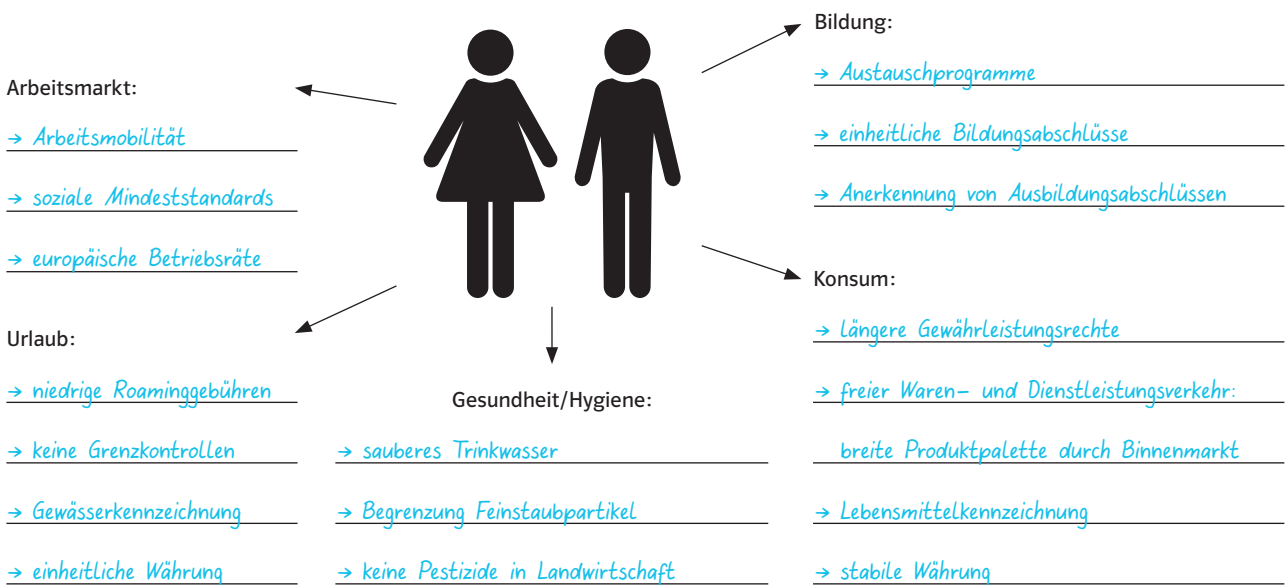 Arbeitsmarkt:
→ Arbeitsmobilität
→ soziale Mindeststandards
→ europäische Betriebsräte
Urlaub:
→ niedrige Roaminggebühren
→ keine Grenzkontrollen
→ Gewässerkennzeichnung
→ einheitliche Währung
Gesundheit/Hygiene:
→ sauberes Trinkwasser
→ Begrenzung Feinstaubpartikel
→ keine Pestizide in Landwirtschaft
Bildung:
→ Austauschprogramme
→ einheitliche Bildungsabschlüsse
→ Anerkennung von Ausbildungsabschlüssen
Konsum:
→ längere Gewährleistungsrechte
→ freier Waren- und Dienstleistungsverkehr:
breite Produktpalette durch Binnenmarkt
→ Lebensmittelkennzeichnung
→ stabile Währung